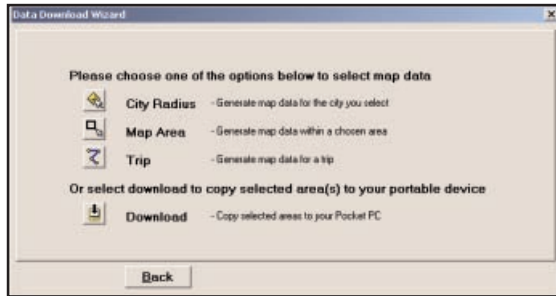 Data Download Wizard
Please choose one of the options below to select map data
City Radius - Generate map data for the city you select
Map Area - Generate map data within a chosen area
Trip - Generate map data for a trip
Or select download to copy selected area(s) to your portable device
Download - Copy selected areas to your Pocket PC
Back